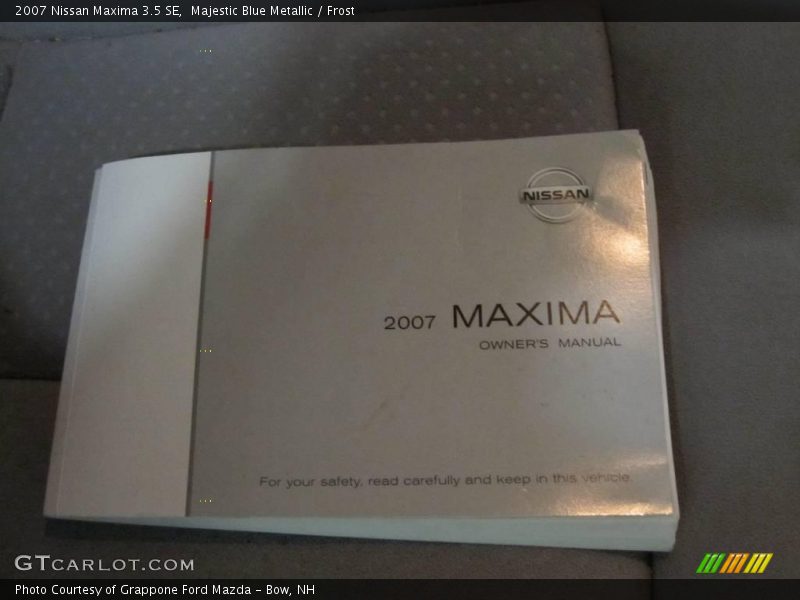 2007 Nissan Maxima 3.5 SE,  Majestic Blue Metallic / Frost
NISSAN
2007 MAXIMA
OWNER'S MANUAL
For your safety, read carefully and keep in this vehicle.
GTCARLOT.COM
Photo Courtesy of Grappone Ford Mazda – Bow, NH